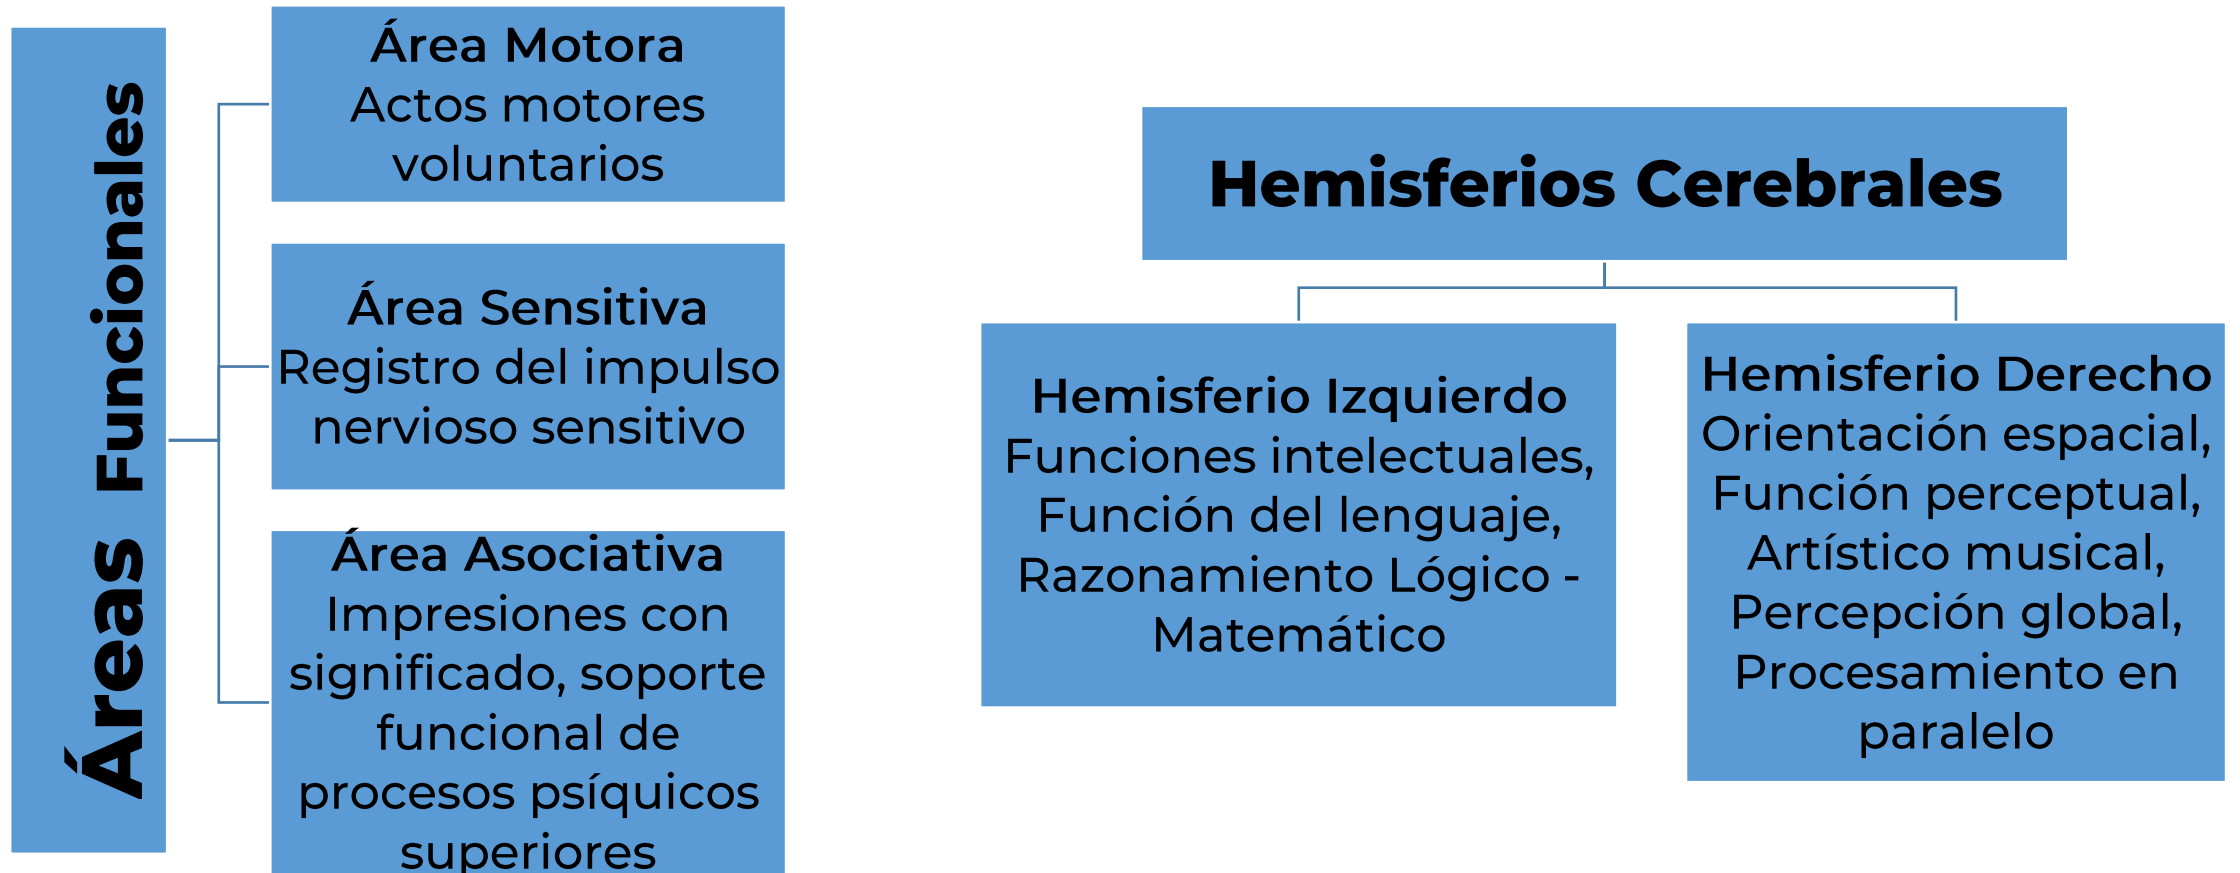 Áreas Funcionales
Área Motora
Actos motores
voluntarios
Área Sensitiva
Registro del impulso
nervioso sensitivo
Área Asociativa
Impresiones con
significado, soporte
funcional de
procesos psíquicos
superiores
Hemisferios Cerebrales
Hemisferio Izquierdo
Funciones intelectuales,
Función del lenguaje,
Razonamiento Lógico -
Matemático
Hemisferio Derecho
Orientación espacial,
Función perceptual,
Artístico musical,
Percepción global,
Procesamiento en
paralelo